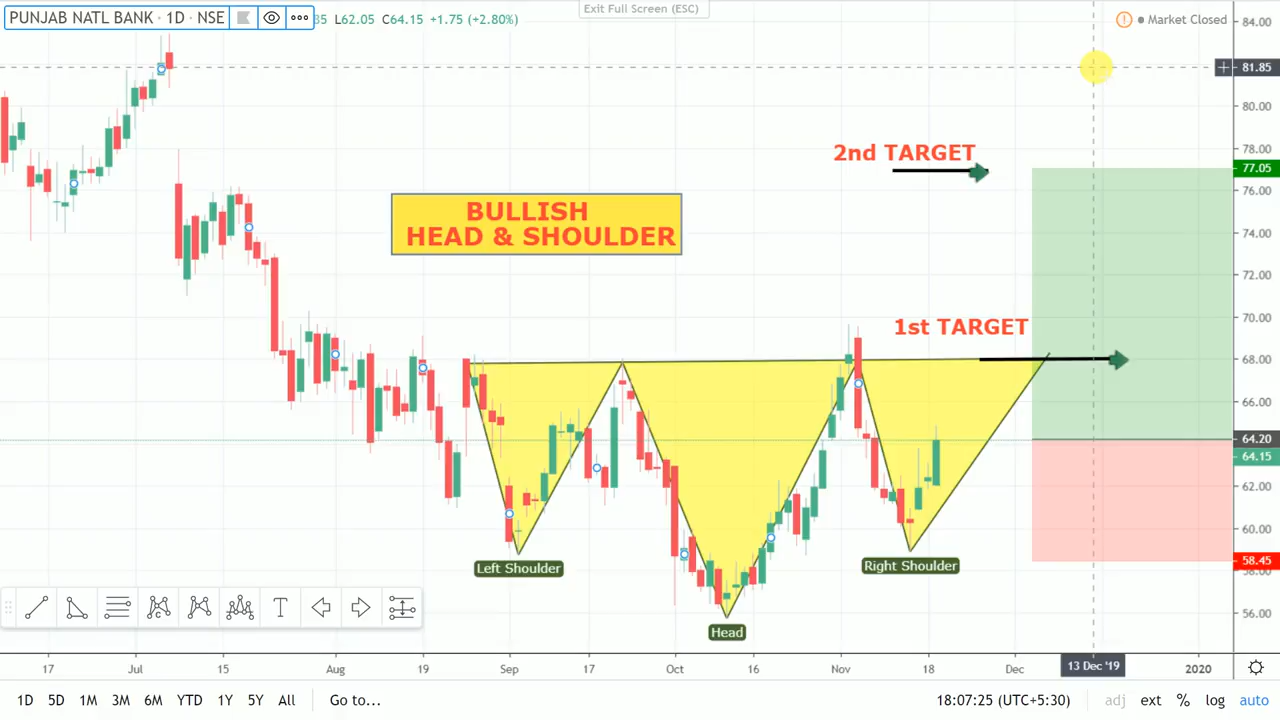 PUNJAB NATL BANK · 1D · NSE
35 L62.05 C64.15 +1.75 (+2.80%)
Exit Full Screen (ESC)
Market Closed
84.00
81.85
80.00
78.00
77.05
76.00
74.00
72.00
70.00
68.00
66.00
64.20
64.15
62.00
60.00
58.45
58.00
56.00
2nd TARGET
BULLISH
HEAD & SHOULDER
1st TARGET
Left Shoulder
Right Shoulder
Head
17 Jul 15 Aug 19 Sep 17 Oct 16 Nov 18 Dec 13 Dec '19 2020
1D 5D 1M 3M 6M YTD 1Y 5Y All Go to... 18:07:25 (UTC+5:30) adj ext % log auto